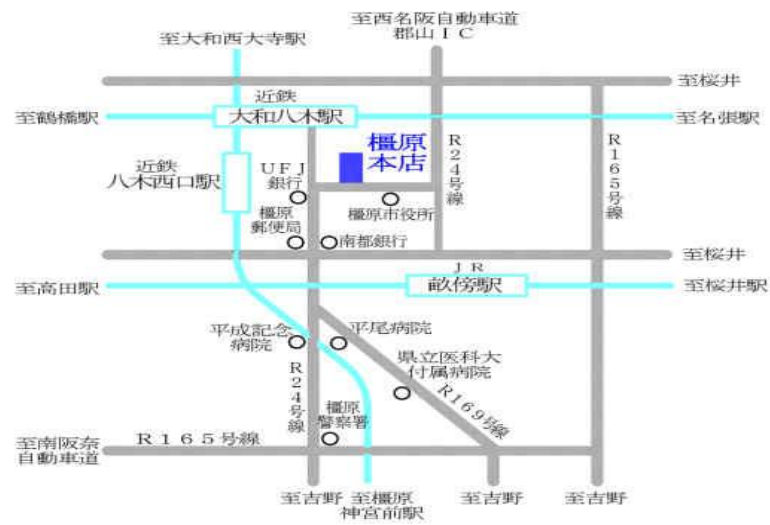 至西名阪自動車道
郡山ＩＣ
至大和西大寺駅
至桜井
近鉄
大和八木駅
至鶴橋駅
至名張駅
橿原
本店
R24号線
R165号線
近鉄
八木西口駅
UFJ
銀行
橿原
郵便局
橿原市役所
南都銀行
至桜井
JR
畝傍駅
至高田駅
至桜井駅
平成記念
病院
平尾病院
県立医科大
付属病院
R24号線
R169号線
橿原
警察署
至南阪奈
自動車道
R165号線
至吉野
至橿原
神宮前駅
至吉野
至吉野